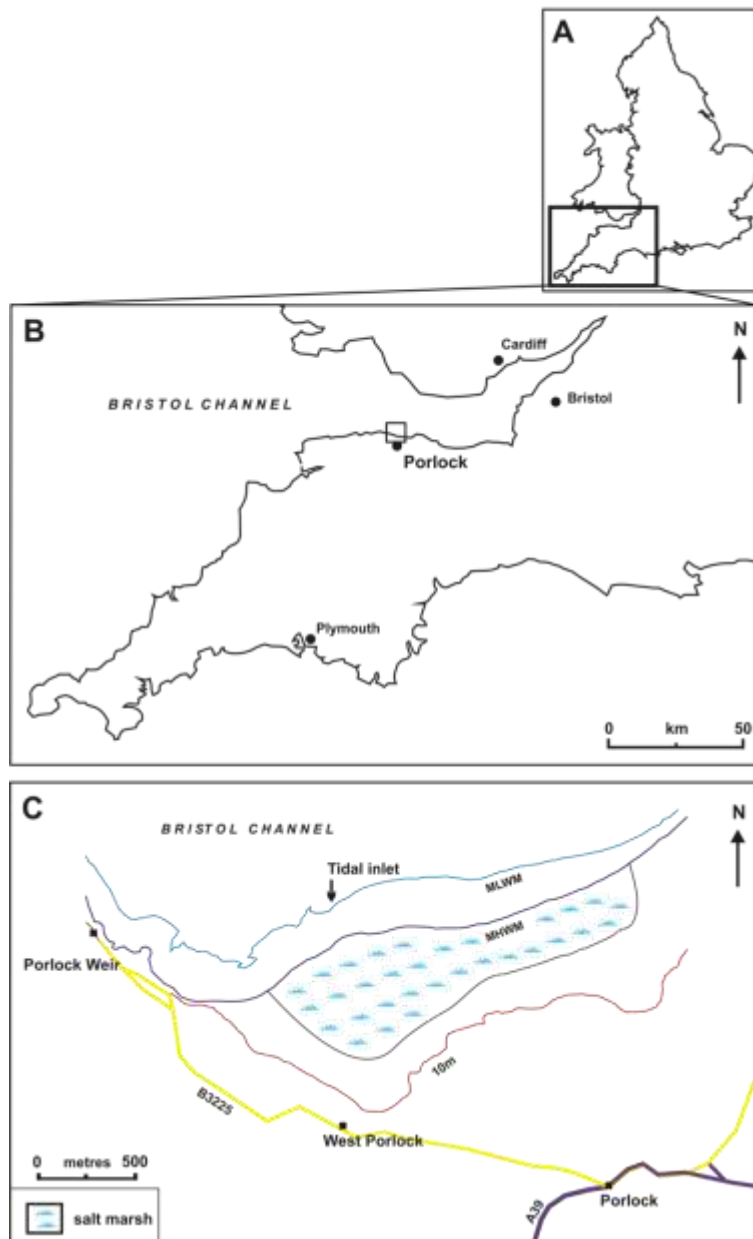 A
B
N
Cardiff
BRISTOL CHANNEL
Bristol
Porlock
Plymouth
0 km 50
C
BRISTOL CHANNEL
N
Tidal inlet
MLWM
MHWM
Porlock Weir
10m
B3225
West Porlock
0 metres 500
Porlock
A39
salt marsh